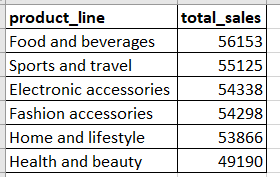 product_line total_sales
Food and beverages 56153
Sports and travel 55125
Electronic accessories 54338
Fashion accessories 54298
Home and lifestyle 53866
Health and beauty 49190